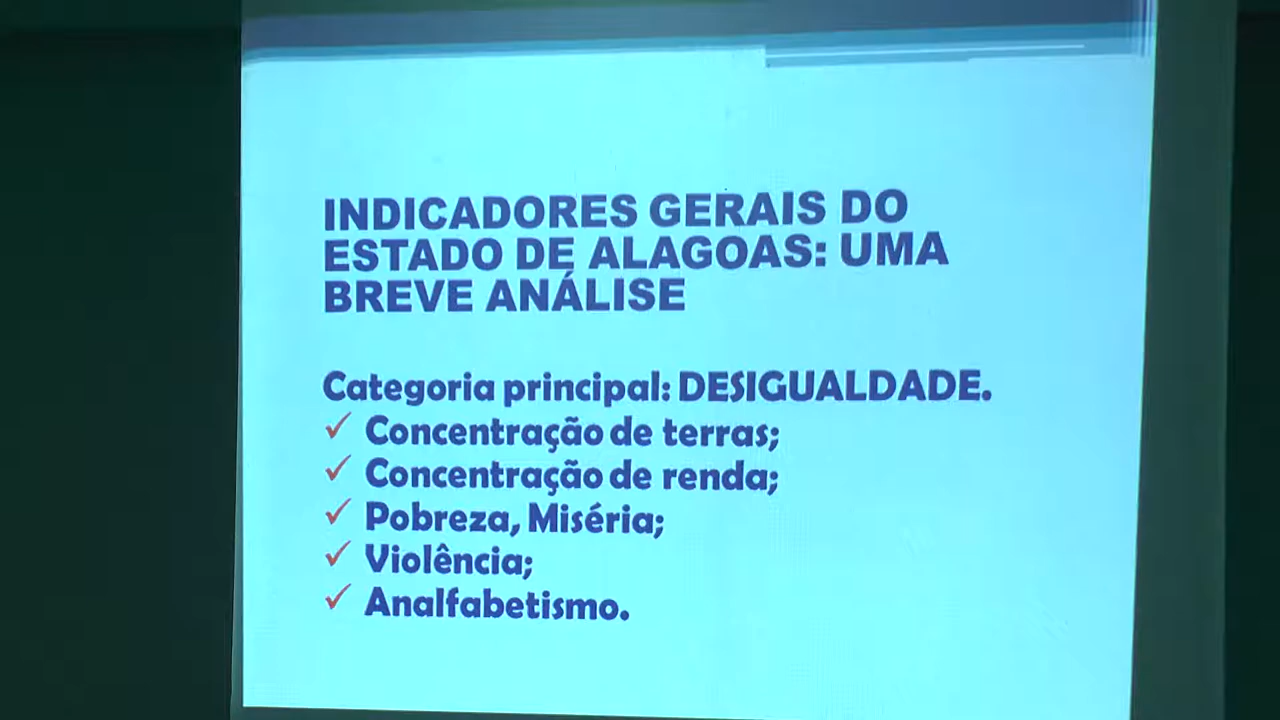 INDICADORES GERAIS DO
ESTADO DE ALAGOAS: UMA
BREVE ANÁLISE
Categoria principal: DESIGUALDADE.
✓ Concentração de terras;
✓ Concentração de renda;
✓ Pobreza, Miséria;
✓ Violência;
✓ Analfabetismo.